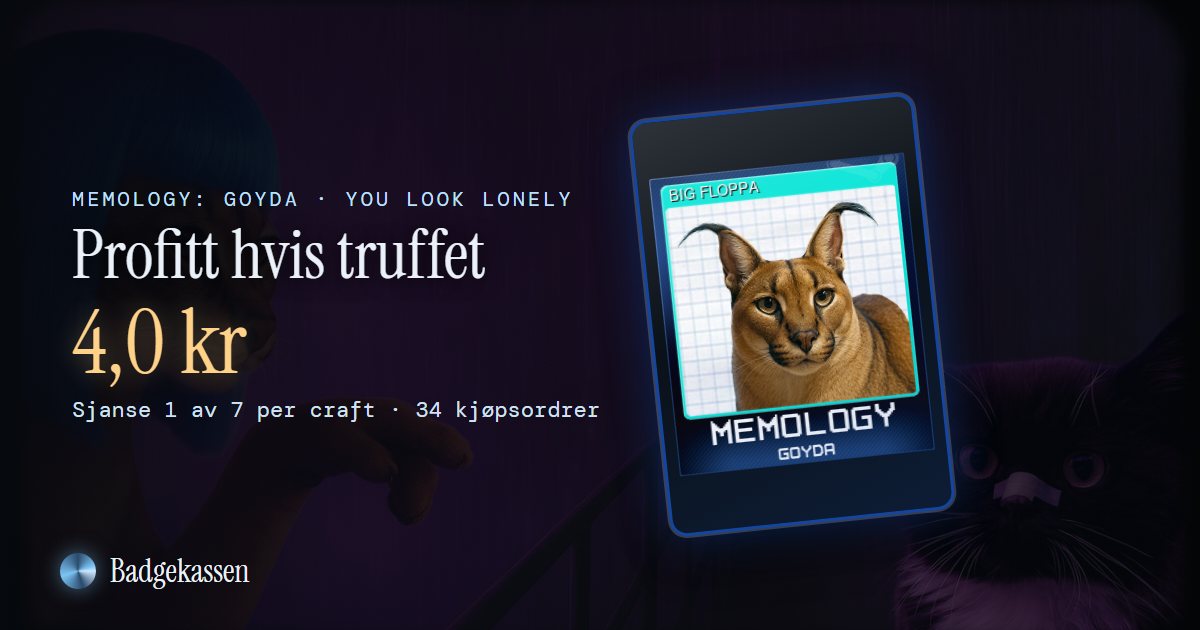 MEMOLOGY: GOYDA · YOU LOOK LONELY
Profitt hvis truffet
4,0 kr
Sjanse 1 av 7 per craft · 34 kjøpsordrer
BIG FLOPPA
MEMOLOGY
GOYDA
Badgekassen